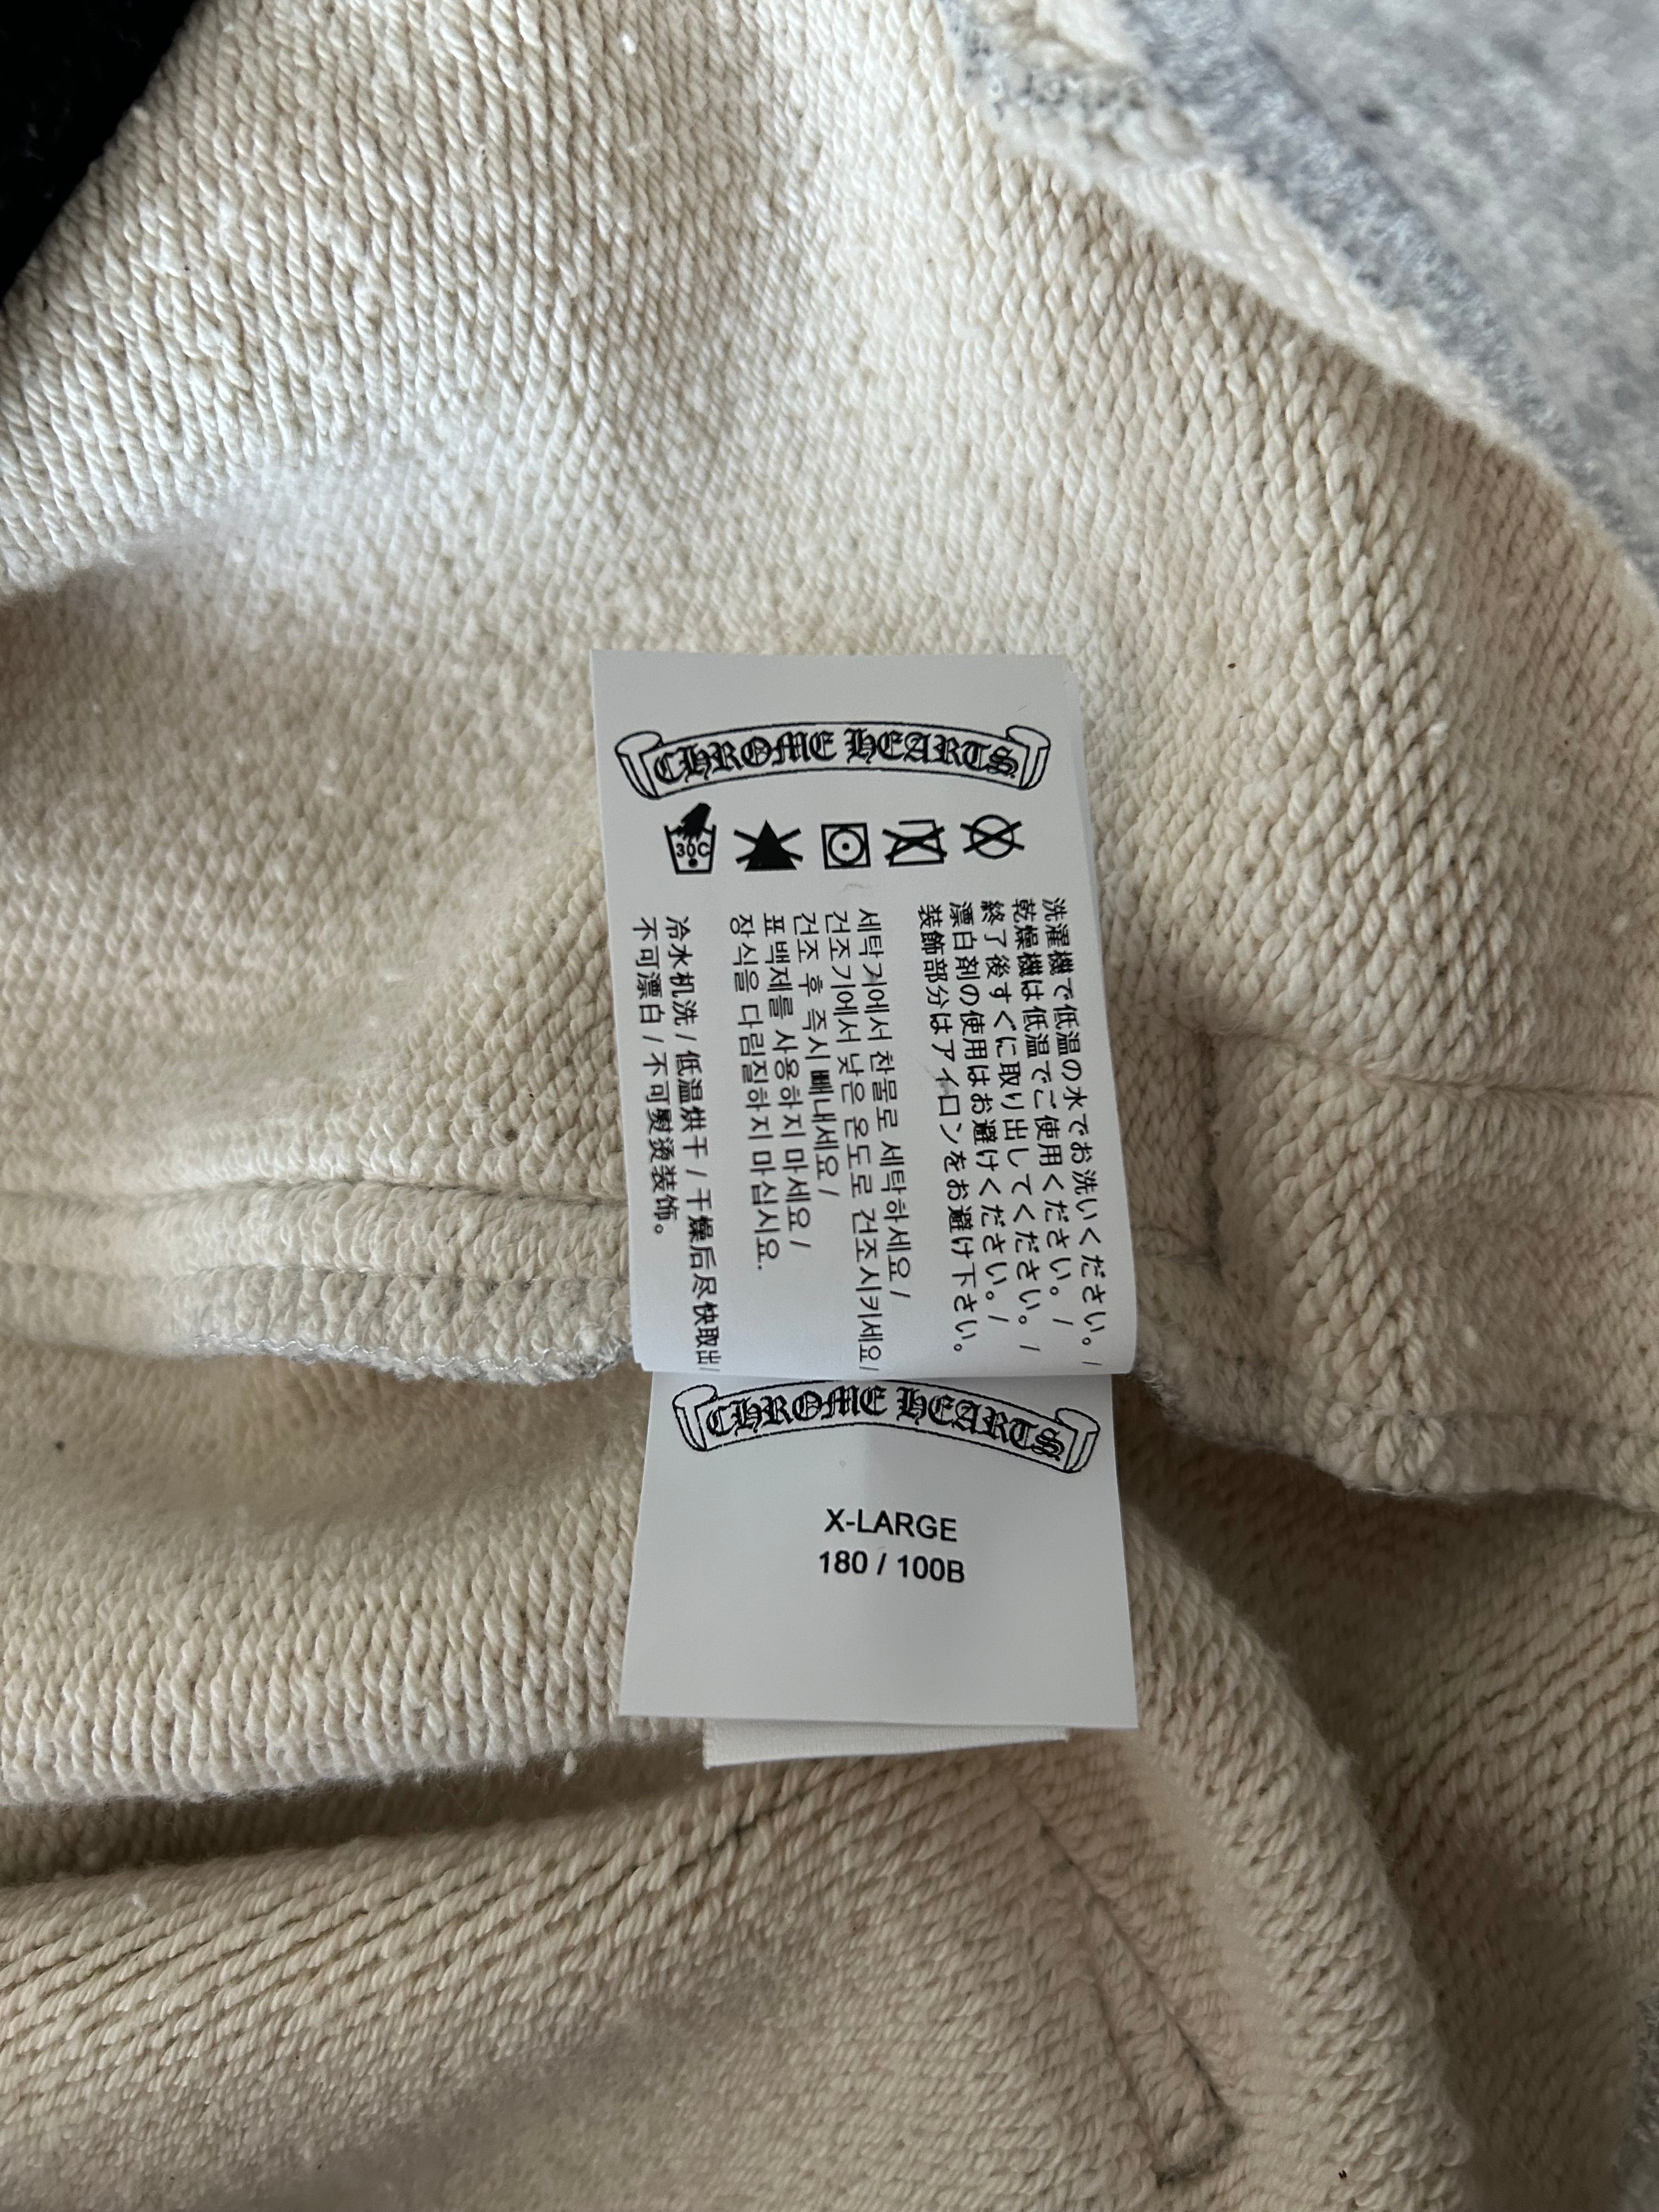 CHROME HEARTS
30C
洗濯機で低温の水でお洗いください。/
乾燥機は低温でご使用ください。/
終了後すぐに取り出してください。/
漂白剤の使用はお避けください。/
装飾部分はアイロンをお避け下さい。
세탁기에서 찬물로 세탁하세요 /
건조기에서 낮은 온도로 건조시키세요/
건조 후 즉시 빼내세요 /
표백제를 사용하지 마세요 /
장식을 다림질하지 마십시요.
冷水机洗 / 低温烘干 / 干燥后尽快取出/
不可漂白 / 不可熨烫装饰。
CHROME HEARTS
X-LARGE
180 / 100B